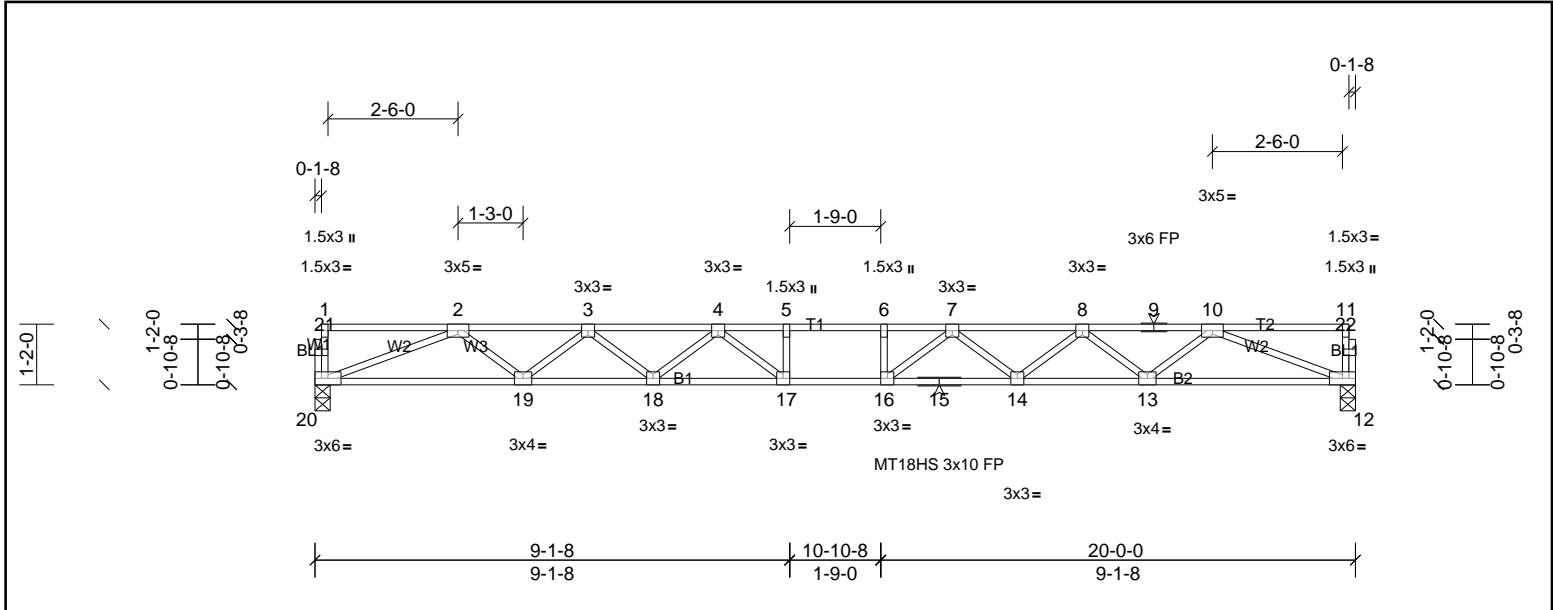 0-1-8
2-6-0
2-6-0
0-1-8
3x5 =
1-3-0
1-9-0
1.5x3 II
3x6 FP
1.5x3 =
1.5x3 =
3x5 =
3x3 =
1.5x3 II
3x3 =
1.5x3 II
3x3 =
1.5x3 II
3x3 =
1 2 3 4 5 6 7 8 9 10 11
21 T1 T2 22
W1 W2 W3 W2
BL1 BL1
1-2-0
1-2-0
0-10-8
0-10-8
0-3-8
1-2-0
0-10-8
0-10-8
0-3-8
B1 B2
19 18 17 16 15 14 13
20 12
3x3 =
3x3 =
3x4 =
3x6 =
3x4 =
3x3 =
3x6 =
MT18HS 3x10 FP
3x3 =
9-1-8 10-10-8 20-0-0
9-1-8 1-9-0 9-1-8